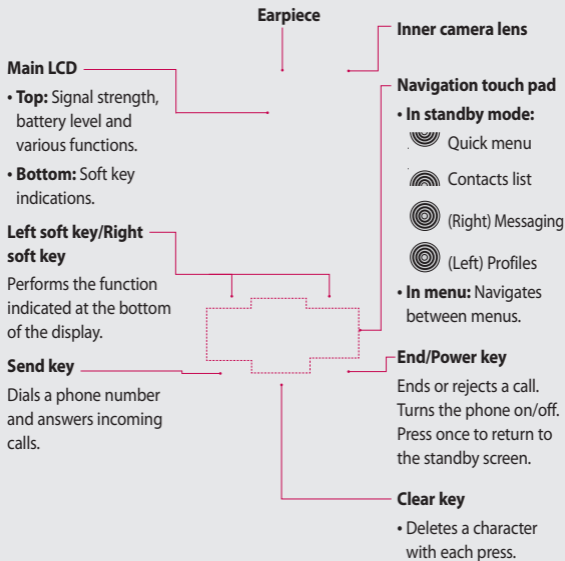 Earpiece
Main LCD
• Top: Signal strength,
battery level and
various functions.
• Bottom: Soft key
indications.
Left soft key/Right
soft key
Performs the function
indicated at the bottom
of the display.
Send key
Dials a phone number
and answers incoming
calls.
Inner camera lens
Navigation touch pad
• In standby mode:
Quick menu
Contacts list
(Right) Messaging
(Left) Profiles
• In menu: Navigates
between menus.
End/Power key
Ends or rejects a call.
Turns the phone on/off.
Press once to return to
the standby screen.
Clear key
• Deletes a character
with each press.